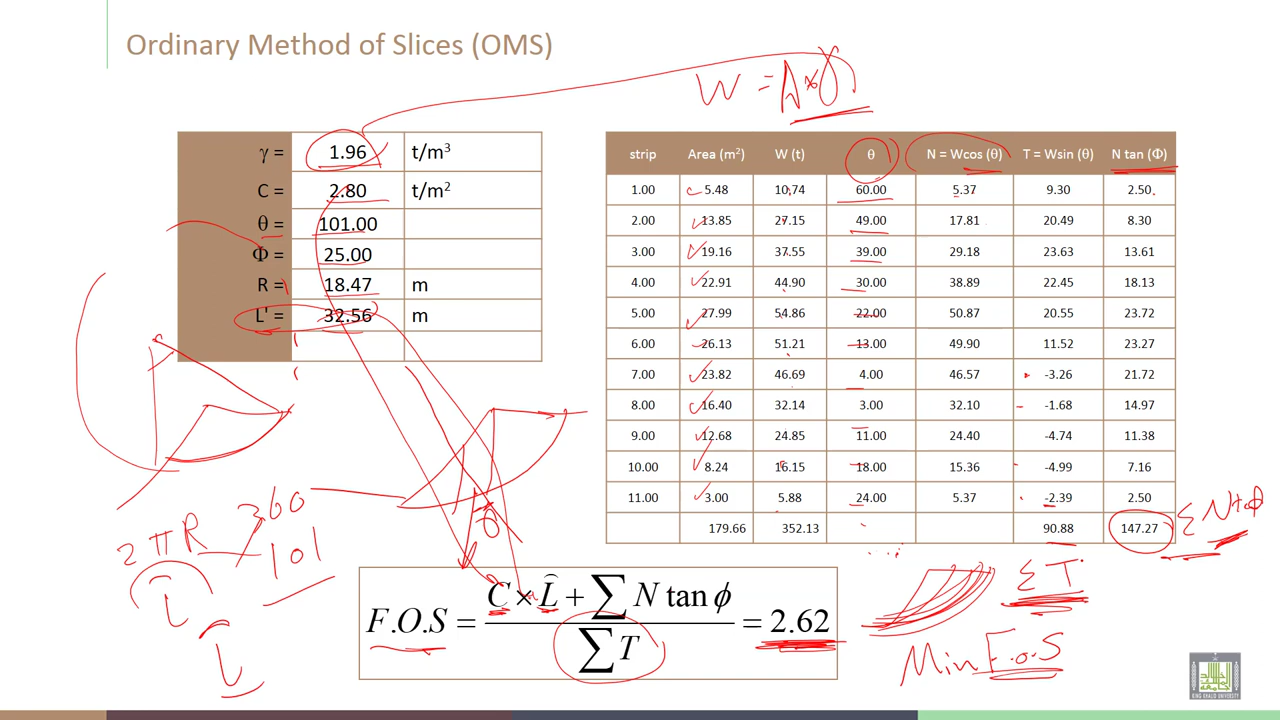 Ordinary Method of Slices (OMS)
W = A × γ
γ = 1.96 t/m3
C = 2.80 t/m2
θ = 101.00
Φ = 25.00
R = 18.47 m
L' = 32.56 m
strip Area (m2) W (t) θ N = Wcos (θ) T = Wsin (θ) N tan (Φ)
1.00 5.48 10.74 60.00 5.37 9.30 2.50
2.00 13.85 27.15 49.00 17.81 20.49 8.30
3.00 19.16 37.55 39.00 29.18 23.63 13.61
4.00 22.91 44.90 30.00 38.89 22.45 18.13
5.00 27.99 54.86 22.00 50.87 20.55 23.72
6.00 26.13 51.21 13.00 49.90 11.52 23.27
7.00 23.82 46.69 4.00 46.57 -3.26 21.72
8.00 16.40 32.14 3.00 32.10 -1.68 14.97
9.00 12.68 24.85 11.00 24.40 -4.74 11.38
10.00 8.24 16.15 18.00 15.36 -4.99 7.16
11.00 3.00 5.88 24.00 5.37 -2.39 2.50
179.66 352.13 90.88 147.27
Σ N tan φ
Σ T
θ
2πR 360
L 101
L
F.O.S = C × L + ∑ N tan ϕ / ∑ T = 2.62
Min F.o.S
KING KHALID UNIVERSITY